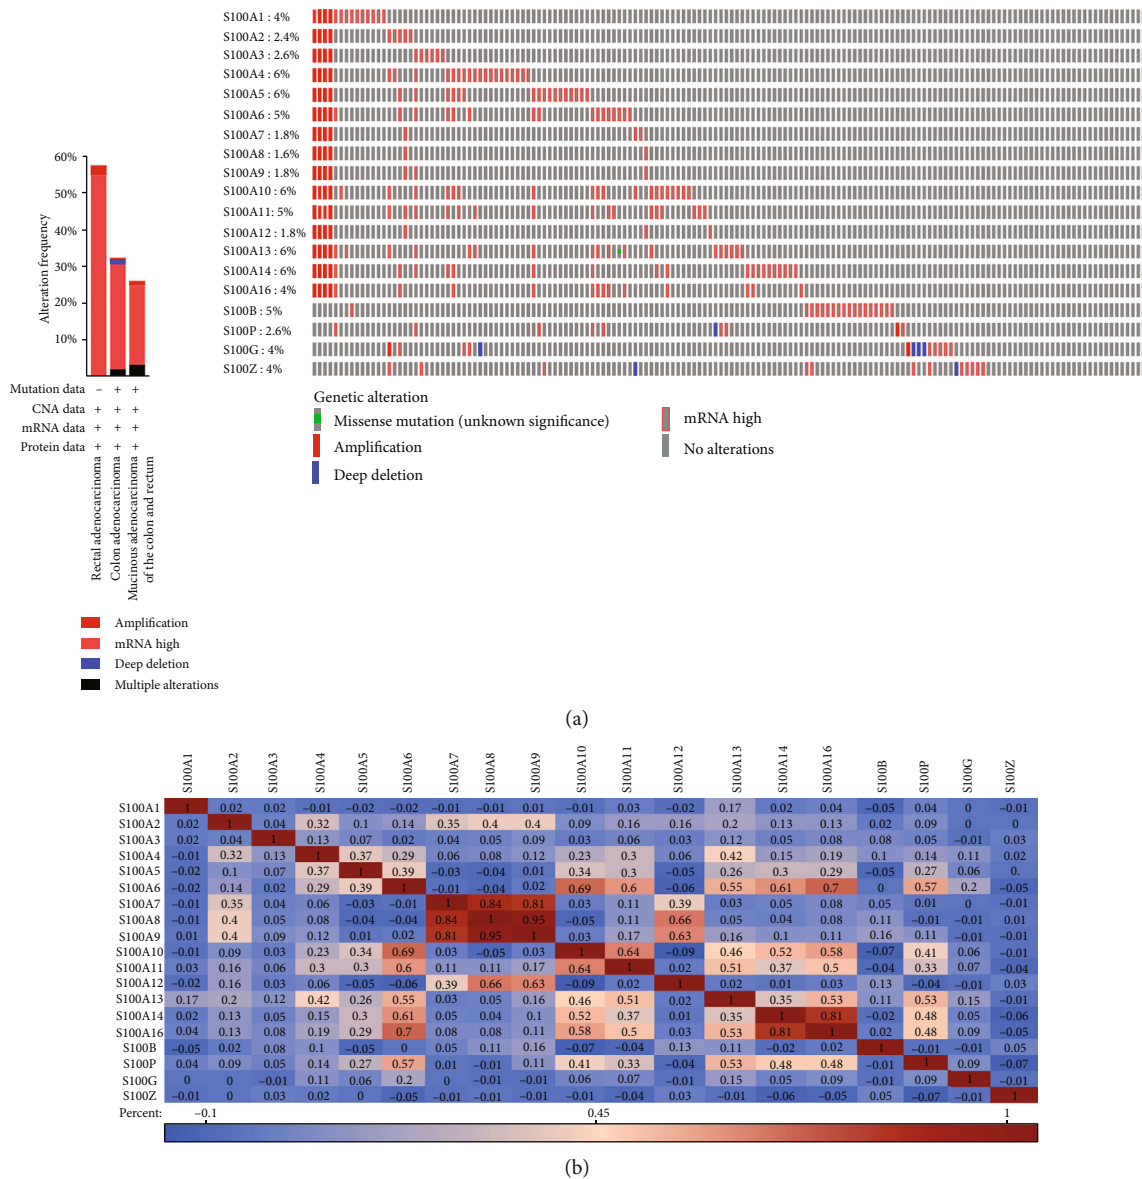 S100A1 : 4%
S100A2 : 2.4%
S100A3 : 2.6%
S100A4 : 6%
S100A5 : 6%
S100A6 : 5%
S100A7 : 1.8%
S100A8 : 1.6%
S100A9 : 1.8%
S100A10 : 6%
S100A11: 5%
S100A12 : 1.8%
S100A13 : 6%
S100A14 : 6%
S100A16 : 4%
S100B : 5%
S100P : 2.6%
S100G : 4%
S100Z : 4%
60%
50%
40%
30%
20%
10%
Alteration frequency
Mutation data – + +
CNA data + + +
mRNA data + + +
Protein data + + +
Rectal adenocarcinoma
Colon adenocarcinoma
Mucinous adenocarcinoma
of the colon and rectum
Amplification
mRNA high
Deep deletion
Multiple alterations
Genetic alteration
Missense mutation (unknown significance)
Amplification
Deep deletion
mRNA high
No alterations
(a)
S100A1 S100A2 S100A3 S100A4 S100A5 S100A6 S100A7 S100A8 S100A9 S100A10 S100A11 S100A12 S100A13 S100A14 S100A16 S100B S100P S100G S100Z
S100A1 1 0.02 0.02 –0.01 –0.02 –0.02 –0.01 –0.01 0.01 –0.01 0.03 –0.02 0.17 0.02 0.04 –0.05 0.04 0 –0.01
S100A2 0.02 1 0.04 0.32 0.1 0.14 0.35 0.4 0.4 0.09 0.16 0.16 0.2 0.13 0.13 0.02 0.09 0 0
S100A3 0.02 0.04 1 0.13 0.07 0.02 0.04 0.05 0.09 0.03 0.06 0.03 0.12 0.05 0.08 0.08 0.05 –0.01 0.03
S100A4 –0.01 0.32 0.13 1 0.37 0.29 0.06 0.08 0.12 0.23 0.3 0.06 0.42 0.15 0.19 0.1 0.14 0.11 0.02
S100A5 –0.02 0.1 0.07 0.37 1 0.39 –0.03 –0.04 0.01 0.34 0.3 –0.05 0.26 0.3 0.29 –0.05 0.27 0.06 0.
S100A6 –0.02 0.14 0.02 0.29 0.39 1 –0.01 –0.04 0.02 0.69 0.6 –0.06 0.55 0.61 0.7 0 0.57 0.2 –0.05
S100A7 –0.01 0.35 0.04 0.06 –0.03 –0.01 1 0.84 0.81 0.03 0.11 0.39 0.03 0.05 0.08 0.05 0.01 0 –0.01
S100A8 –0.01 0.4 0.05 0.08 –0.04 –0.04 0.84 1 0.95 –0.05 0.11 0.66 0.05 0.04 0.08 0.11 –0.01 –0.01 0.01
S100A9 0.01 0.4 0.09 0.12 0.01 0.02 0.81 0.95 1 0.03 0.17 0.63 0.16 0.1 0.11 0.16 0.11 –0.01 –0.01
S100A10 –0.01 0.09 0.03 0.23 0.34 0.69 0.03 –0.05 0.03 1 0.64 –0.09 0.46 0.52 0.58 –0.07 0.41 0.06 –0.01
S100A11 0.03 0.16 0.06 0.3 0.3 0.6 0.11 0.11 0.17 0.64 1 0.02 0.51 0.37 0.5 –0.04 0.33 0.07 –0.04
S100A12 –0.02 0.16 0.03 0.06 –0.05 –0.06 0.39 0.66 0.63 –0.09 0.02 1 0.02 0.01 0.03 0.13 –0.04 –0.01 0.03
S100A13 0.17 0.2 0.12 0.42 0.26 0.55 0.03 0.05 0.16 0.46 0.51 0.02 1 0.35 0.53 0.11 0.53 0.15 –0.01
S100A14 0.02 0.13 0.05 0.15 0.3 0.61 0.05 0.04 0.1 0.52 0.37 0.01 0.35 1 0.81 –0.02 0.48 0.05 –0.06
S100A16 0.04 0.13 0.08 0.19 0.29 0.7 0.08 0.08 0.11 0.58 0.5 0.03 0.53 0.81 1 0.02 0.48 0.09 –0.05
S100B –0.05 0.02 0.08 0.1 –0.05 0 0.05 0.11 0.16 –0.07 –0.04 0.13 0.11 –0.02 0.02 1 –0.01 –0.01 0.05
S100P 0.04 0.09 0.05 0.14 0.27 0.57 0.01 –0.01 0.11 0.41 0.33 –0.04 0.53 0.48 0.48 –0.01 1 0.09 –0.07
S100G 0 0 –0.01 0.11 0.06 0.2 0 –0.01 –0.01 0.06 0.07 –0.01 0.15 0.05 0.09 –0.01 0.09 1 –0.01
S100Z –0.01 0 0.03 0.02 0 –0.05 –0.01 –0.01 –0.01 –0.01 –0.04 0.03 –0.01 –0.06 –0.05 0.05 –0.07 –0.01 1
Percent: –0.1 0.45 1
(b)